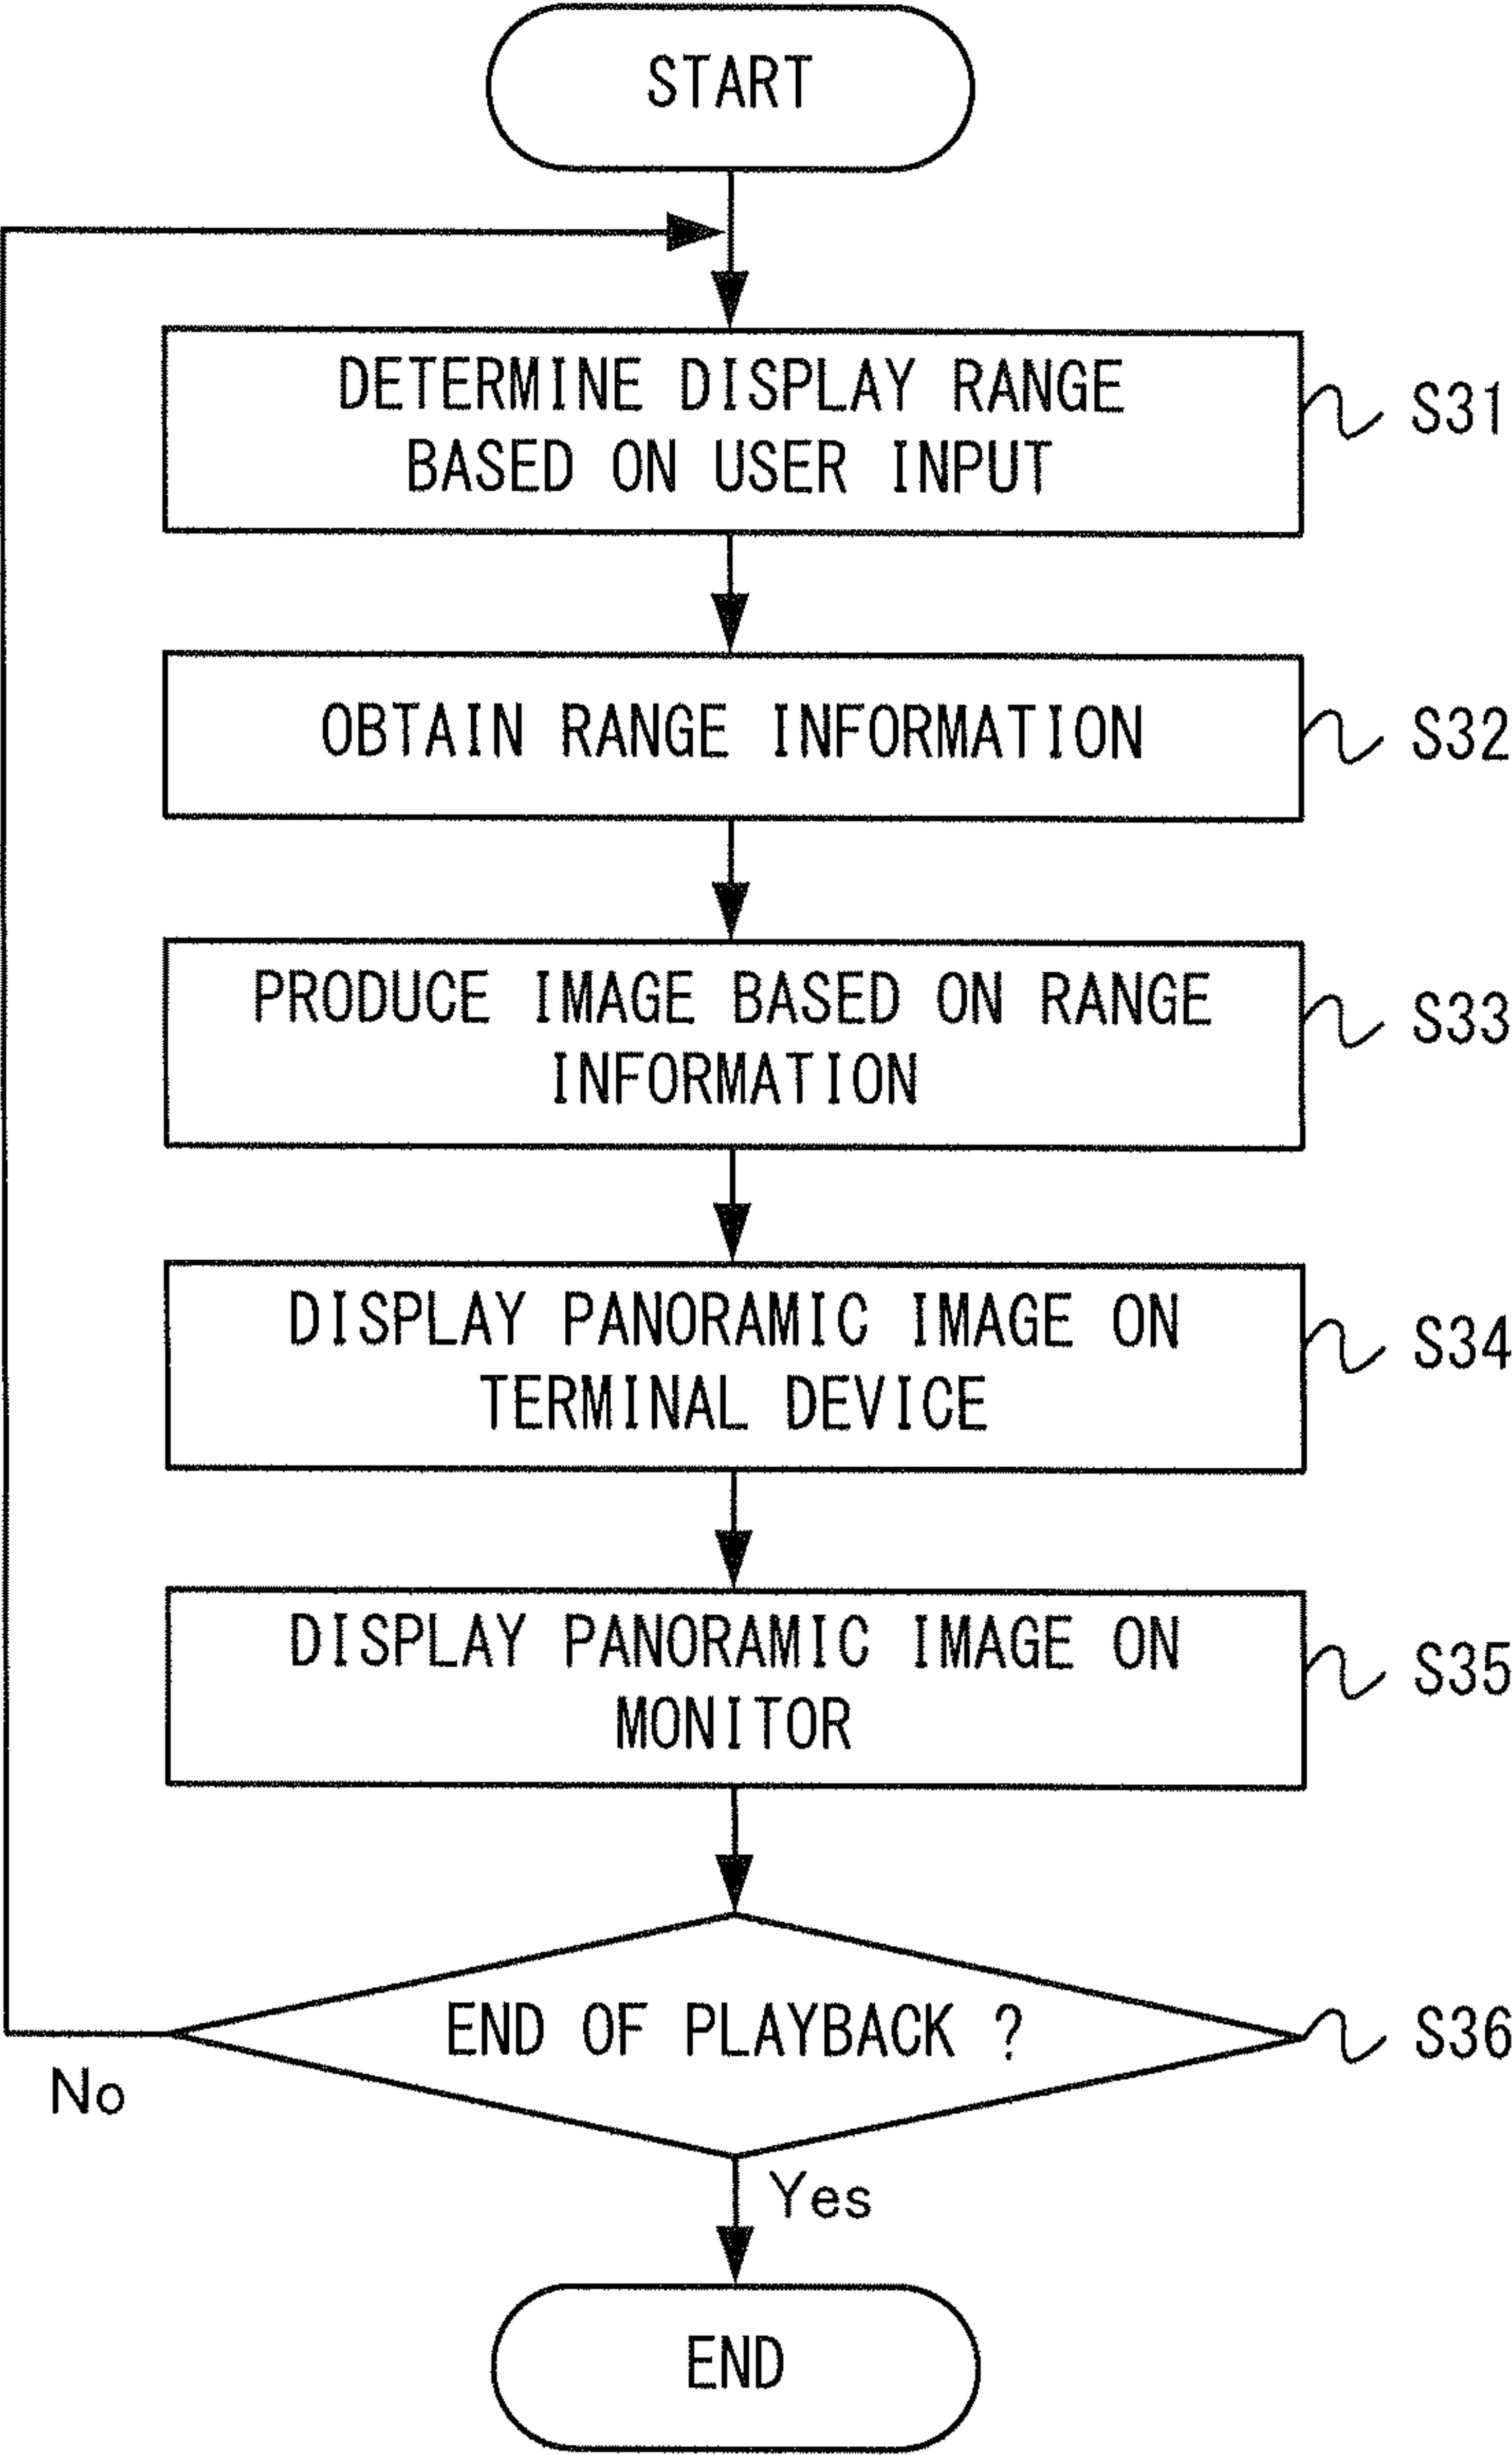 START
DETERMINE DISPLAY RANGE
BASED ON USER INPUT
S31
OBTAIN RANGE INFORMATION
S32
PRODUCE IMAGE BASED ON RANGE
INFORMATION
S33
DISPLAY PANORAMIC IMAGE ON
TERMINAL DEVICE
S34
DISPLAY PANORAMIC IMAGE ON
MONITOR
S35
END OF PLAYBACK ?
S36
No
Yes
END